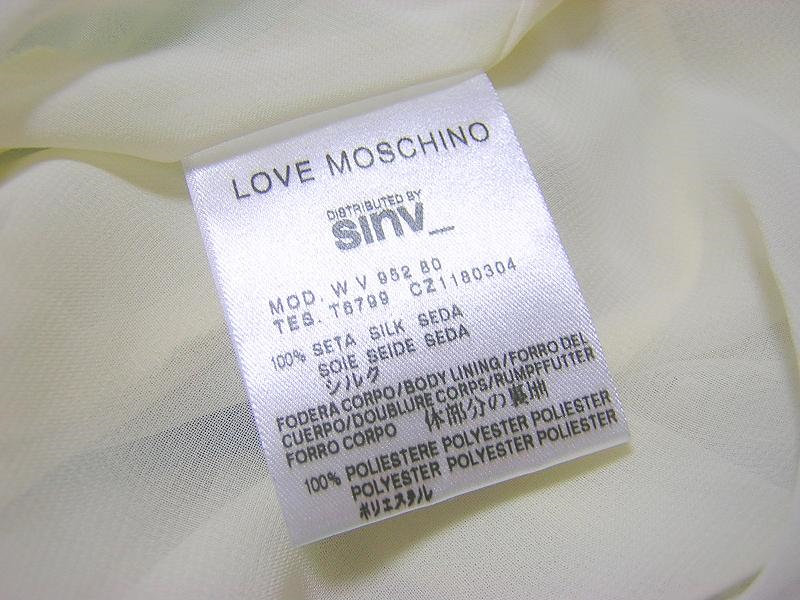 LOVE MOSCHINO
DISTRIBUTED BY
sinv_
MOD. W V 952 80
TES. T8799 CZ1180304
100% SETA SILK SEDA
SOIE SEIDE SEDA
シルク
FODERA CORPO/BODY LINING/FORRO DEL
CUERPO/DOUBLURE CORPS/RUMPFFUTTER
FORRO CORPO 体部分の裏地
100% POLIESTERE POLYESTER POLIESTER
POLYESTER POLYESTER POLIESTER
ポリエステル